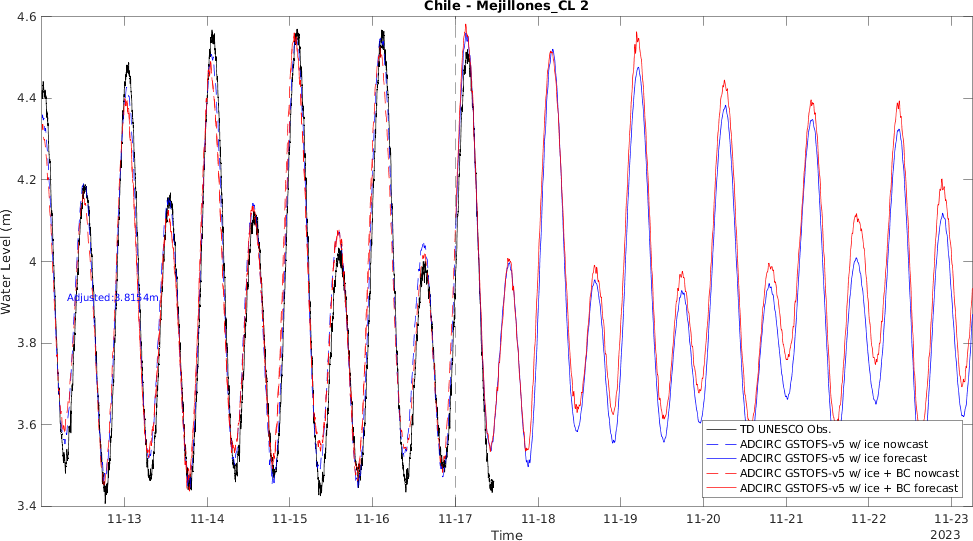 Chile - Mejillones_CL 2
4.6
4.4
4.2
4
3.8
3.6
3.4
Water Level (m)
Adjusted:3.8154m
TD UNESCO Obs.
ADCIRC GSTOFS-v5 w/ ice nowcast
ADCIRC GSTOFS-v5 w/ ice forecast
ADCIRC GSTOFS-v5 w/ ice + BC nowcast
ADCIRC GSTOFS-v5 w/ ice + BC forecast
11-13 11-14 11-15 11-16 11-17 11-18 11-19 11-20 11-21 11-22 11-23
Time
2023